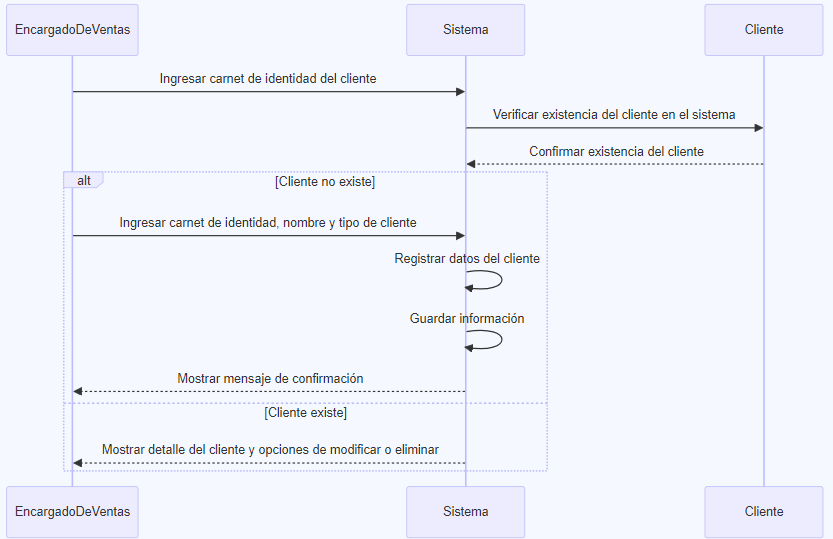 EncargadoDeVentas
Sistema
Cliente
Ingresar carnet de identidad del cliente
Verificar existencia del cliente en el sistema
Confirmar existencia del cliente
alt
[Cliente no existe]
Ingresar carnet de identidad, nombre y tipo de cliente
Registrar datos del cliente
Guardar información
Mostrar mensaje de confirmación
[Cliente existe]
Mostrar detalle del cliente y opciones de modificar o eliminar
EncargadoDeVentas
Sistema
Cliente